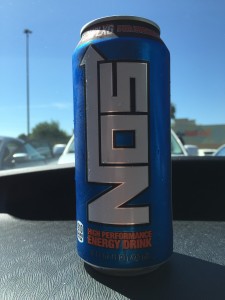 NOS
HIGH PERFORMANCE
ENERGY DRINK